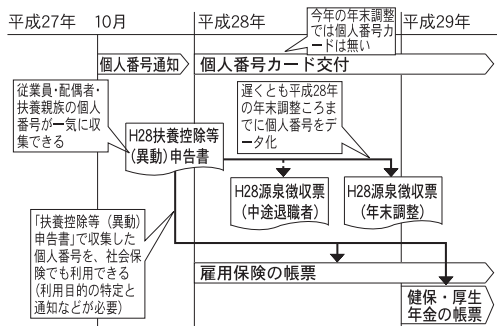 平成27年 10月
平成28年
平成29年
今年の年末調整
では個人番号カ
ードは無い
個人番号通知
個人番号カード交付
従業員・配偶者・
扶養親族の個人
番号が一気に収
集できる
H28扶養控除等
(異動)申告書
遅くとも平成28年
の年末調整ころま
でに個人番号をデ
ータ化
H28源泉徴収票
(中途退職者)
H28源泉徴収票
(年末調整)
「扶養控除等(異動)
申告書」で収集した
個人番号を、社会保
険でも利用できる
(利用目的の特定と
通知などが必要)
雇用保険の帳票
健保・厚生
年金の帳票